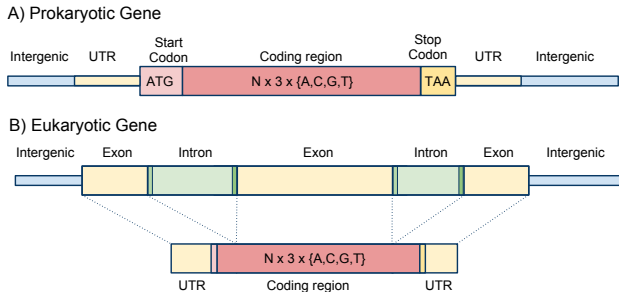 A) Prokaryotic Gene
Intergenic UTR Start Codon Coding region Stop Codon UTR Intergenic
ATG N x 3 x {A,C,G,T} TAA
B) Eukaryotic Gene
Intergenic Exon Intron Exon Intron Exon Intergenic
N x 3 x {A,C,G,T}
UTR Coding region UTR